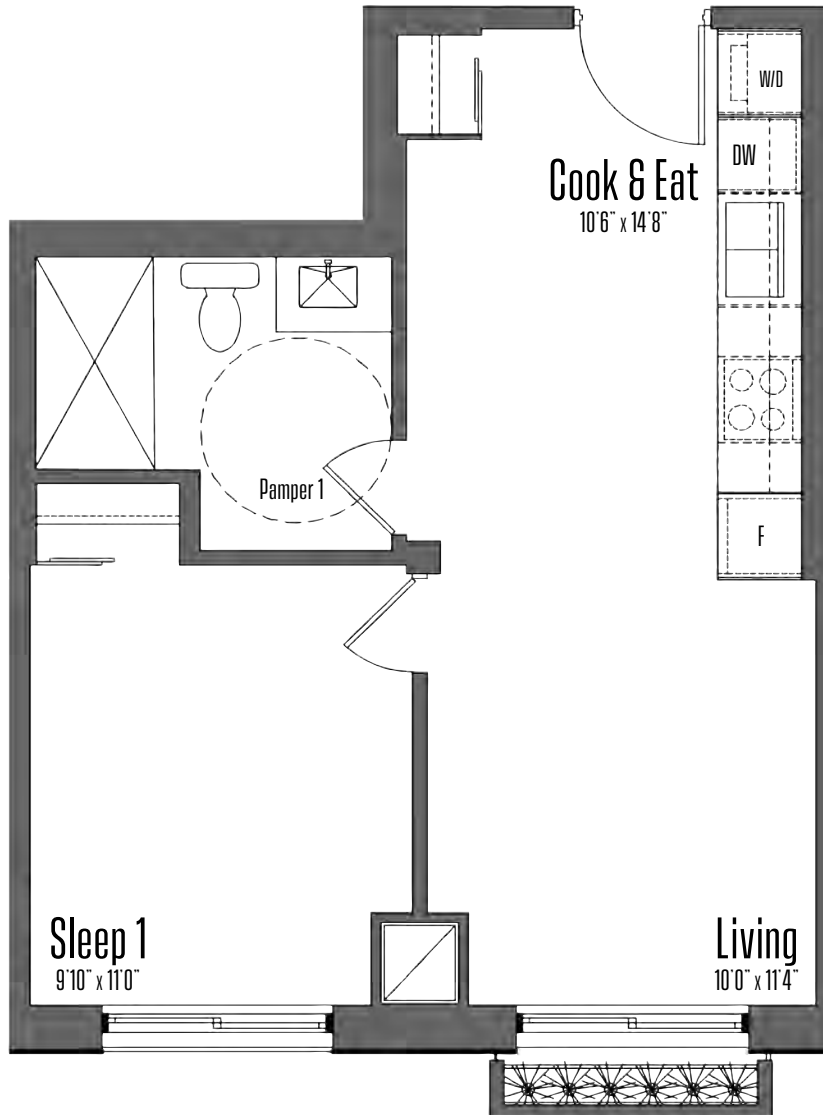 W/D
DW
Cook & Eat
10'6" x 14'8"
Pamper 1
F
Sleep 1
9'10" x 11'0"
Living
10'0" x 11'4"